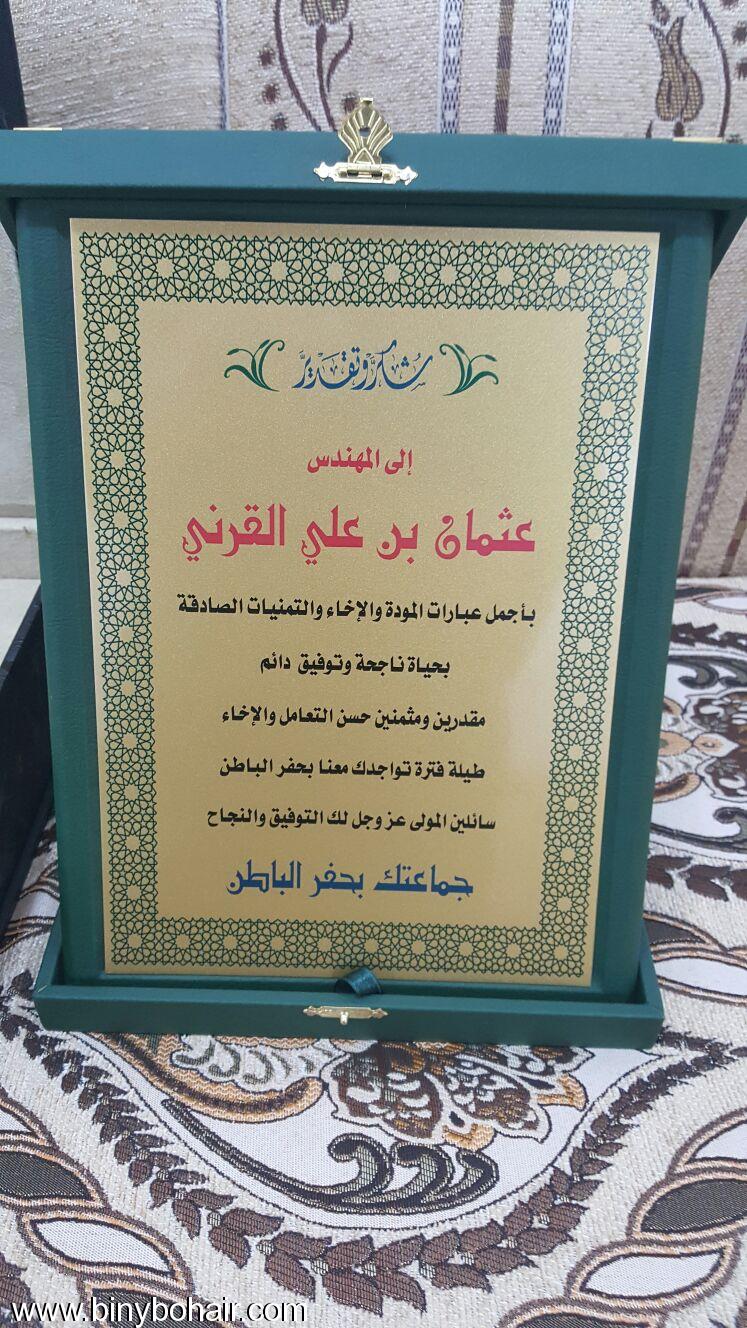 شكر وتقدير
إلى المهندس
عثمان بن علي القرني
بأجمل عبارات المودة والإخاء والتمنيات الصادقة
بحياة ناجحة وتوفيق دائم
مقدرين ومثمنين حسن التعامل والإخاء
طيلة فترة تواجدك معنا بحفر الباطن
سائلين المولى عز وجل لك التوفيق والنجاح
جماعتك بحفر الباطن
www.binybohair.com